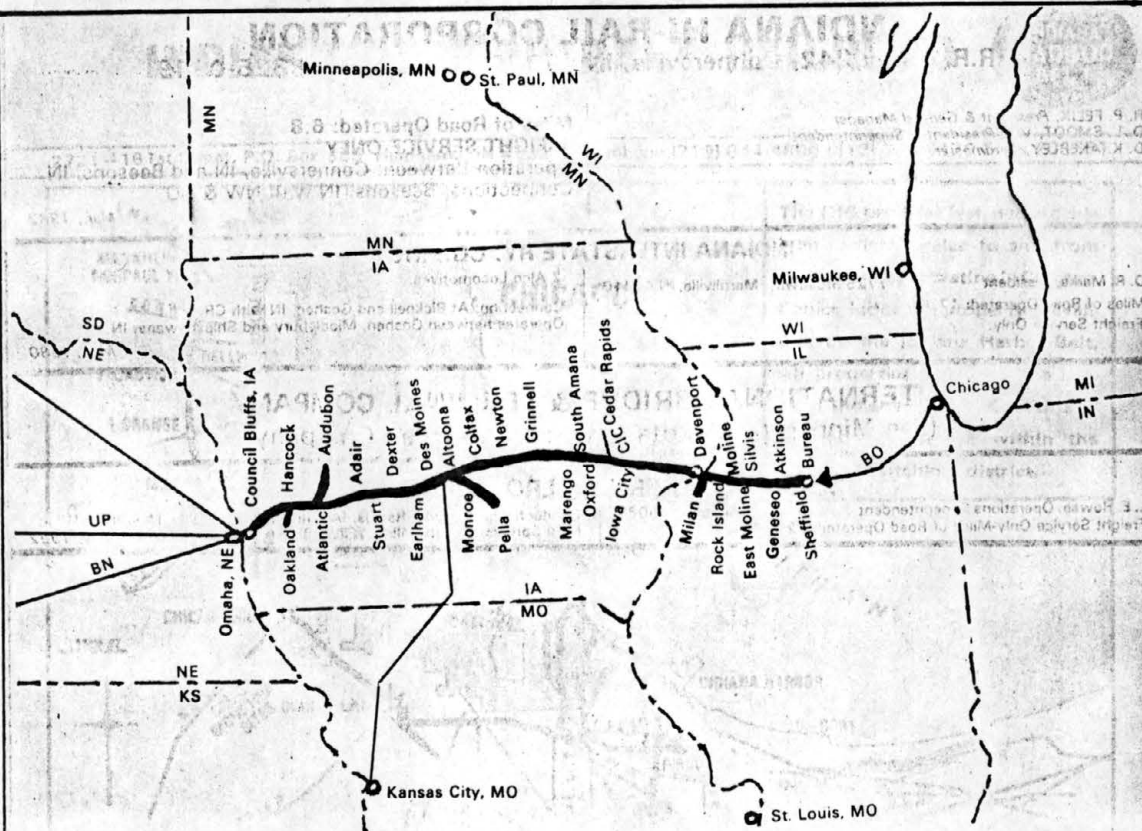 Minneapolis, MN
St. Paul, MN
MN
WI
MN
MN
IA
Milwaukee, WI
SD
NE
WI
IL
Chicago
MI
IN
Council Bluffs, IA
Hancock
Audubon
Adair
Dexter
Des Moines
Altoona
Colfax
Newton
Grinnell
South Amana
CIC Cedar Rapids
Davenport
Moline
Silvis
Atkinson
Bureau
BO
UP
BN
Omaha, NE
Oakland
Atlantic
Stuart
Earlham
Monroe
Pella
Marengo
Oxford
Iowa City
Milan
Rock Island
East Moline
Geneseo
Sheffield
IA
MO
NE
KS
Kansas City, MO
St. Louis, MO